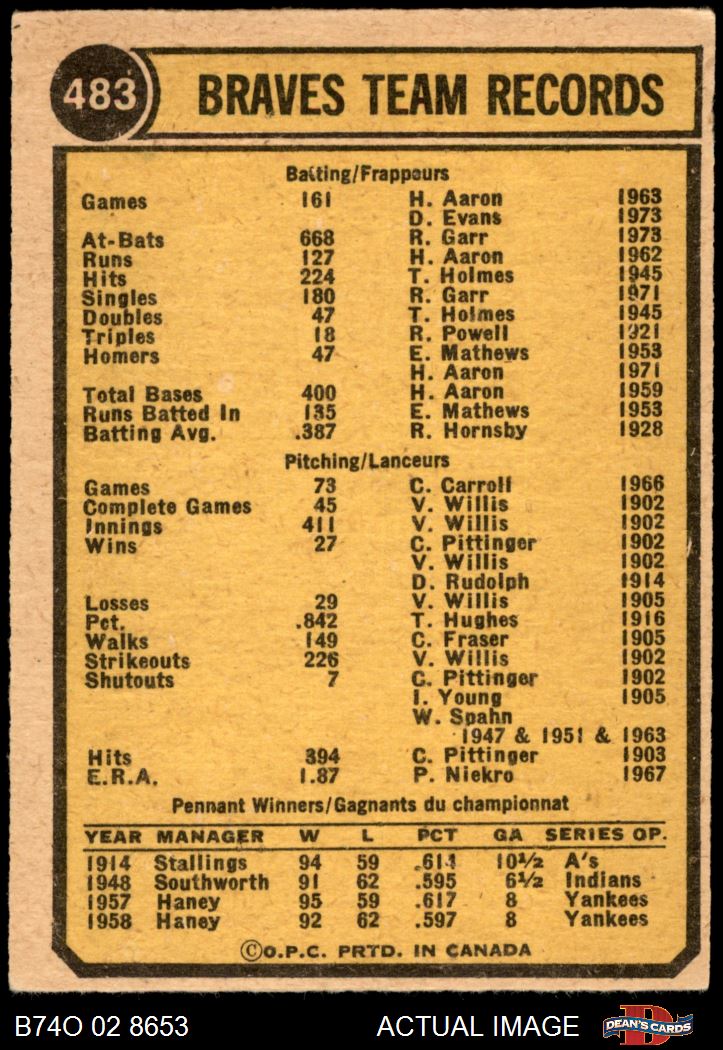 483 BRAVES TEAM RECORDS
Batting/Frappeurs
Games 161 H. Aaron 1963
D. Evans 1973
At-Bats 668 R. Garr 1973
Runs 127 H. Aaron 1962
Hits 224 T. Holmes 1945
Singles 180 R. Garr 1971
Doubles 47 T. Holmes 1945
Triples 18 R. Powell 1921
Homers 47 E. Mathews 1953
H. Aaron 1971
Total Bases 400 H. Aaron 1959
Runs Batted In 135 E. Mathews 1953
Batting Avg. .387 R. Hornsby 1928
Pitching/Lanceurs
Games 73 C. Carroll 1966
Complete Games 45 V. Willis 1902
Innings 411 V. Willis 1902
Wins 27 C. Pittinger 1902
V. Willis 1902
D. Rudolph 1914
Losses 29 V. Willis 1905
Pct. .842 T. Hughes 1916
Walks 149 C. Fraser 1905
Strikeouts 226 V. Willis 1902
Shutouts 7 C. Pittinger 1902
I. Young 1905
W. Spahn
1947 & 1951 & 1963
Hits 394 C. Pittinger 1903
E.R.A. 1.87 P. Niekro 1967
Pennant Winners/Gagnants du championnat
YEAR MANAGER W L PCT GA SERIES OP.
1914 Stallings 94 59 .614 10½ A's
1948 Southworth 91 62 .595 6½ Indians
1957 Haney 95 59 .617 8 Yankees
1958 Haney 92 62 .597 8 Yankees
©O.P.C. PRTD. IN CANADA
B74O 02 8653 ACTUAL IMAGE D DEAN'S CARDS